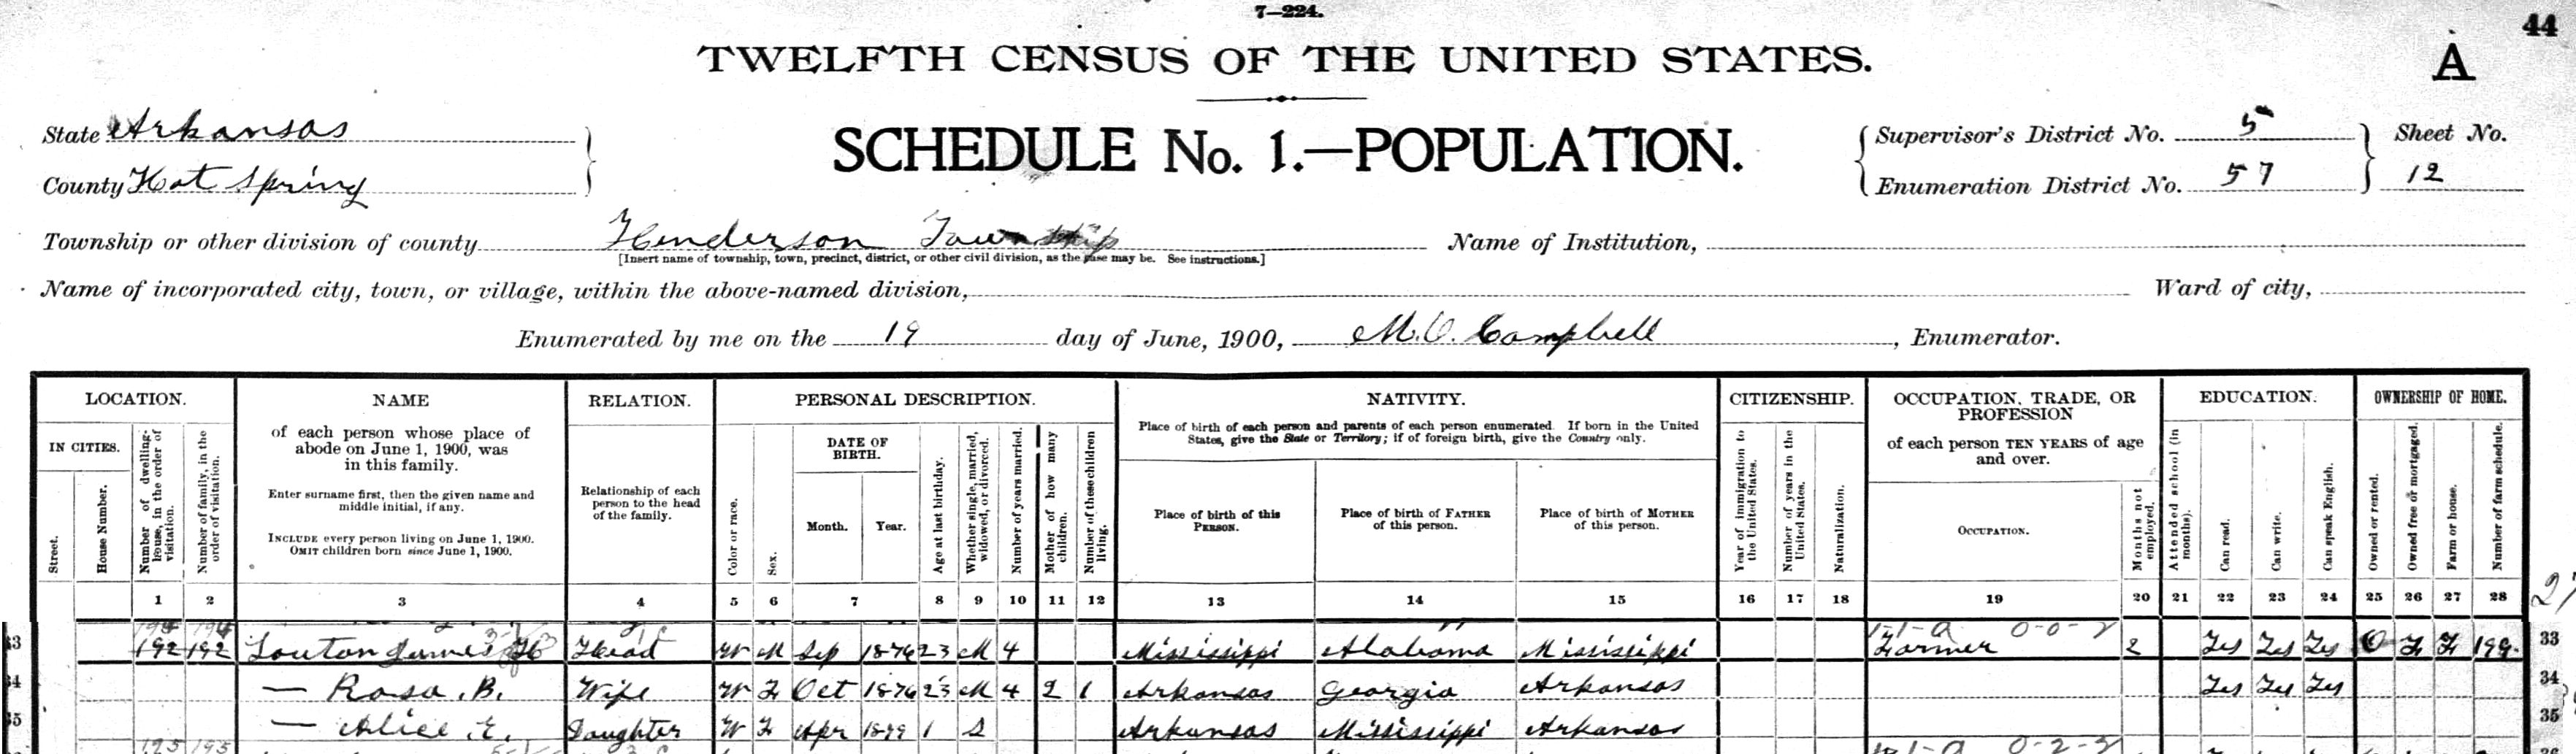 7—224.
44
TWELFTH CENSUS OF THE UNITED STATES.
A
State Arkansas
County Hot Spring
SCHEDULE No. 1.—POPULATION.
Supervisor's District No. 5
Enumeration District No. 57
Sheet No.
12
Township or other division of county Henderson Township
Name of Institution,
[Insert name of township, town, precinct, district, or other civil division, as the case may be. See instructions.]
Name of incorporated city, town, or village, within the above-named division,
Ward of city,
Enumerated by me on the 19 day of June, 1900, M. O. Campbell, Enumerator.
LOCATION.
IN CITIES.
Street.
House Number.
Number of dwelling-house, in the order of visitation.
Number of family, in the order of visitation.
NAME
of each person whose place of
abode on June 1, 1900, was
in this family.
Enter surname first, then the given name and
middle initial, if any.
INCLUDE every person living on June 1, 1900.
OMIT children born since June 1, 1900.
RELATION.
Relationship of each
person to the head
of the family.
PERSONAL DESCRIPTION.
Color or race.
Sex.
DATE OF
BIRTH.
Month.
Year.
Age at last birthday.
Whether single, married, widowed, or divorced.
Number of years married.
Mother of how many children.
Number of these children living.
NATIVITY.
Place of birth of each person and parents of each person enumerated. If born in the United
States, give the State or Territory; if of foreign birth, give the Country only.
Place of birth of this
PERSON.
Place of birth of FATHER
of this person.
Place of birth of MOTHER
of this person.
CITIZENSHIP.
Year of immigration to the United States.
Number of years in the United States.
Naturalization.
OCCUPATION, TRADE, OR
PROFESSION
of each person TEN YEARS of age
and over.
OCCUPATION.
Months not employed.
EDUCATION.
Attended school (in months).
Can read.
Can write.
Can speak English.
OWNERSHIP OF HOME.
Owned or rented.
Owned free or mortgaged.
Farm or house.
Number of farm schedule.
1 2 3 4 5 6 7 8 9 10 11 12 13 14 15 16 17 18 19 20 21 22 23 24 25 26 27 28
194 194
33 192 192 Head W M Sep 1876 23 M 4 Mississippi Alabama Mississippi Farmer 2 Yes Yes Yes O F F 199 33
34 — Rosa B. Wife W F Oct 1876 23 M 4 2 1 Arkansas Georgia Arkansas Yes Yes Yes 34
35 — Alice E. Daughter W F Apr 1899 1 S Arkansas Mississippi Arkansas 35